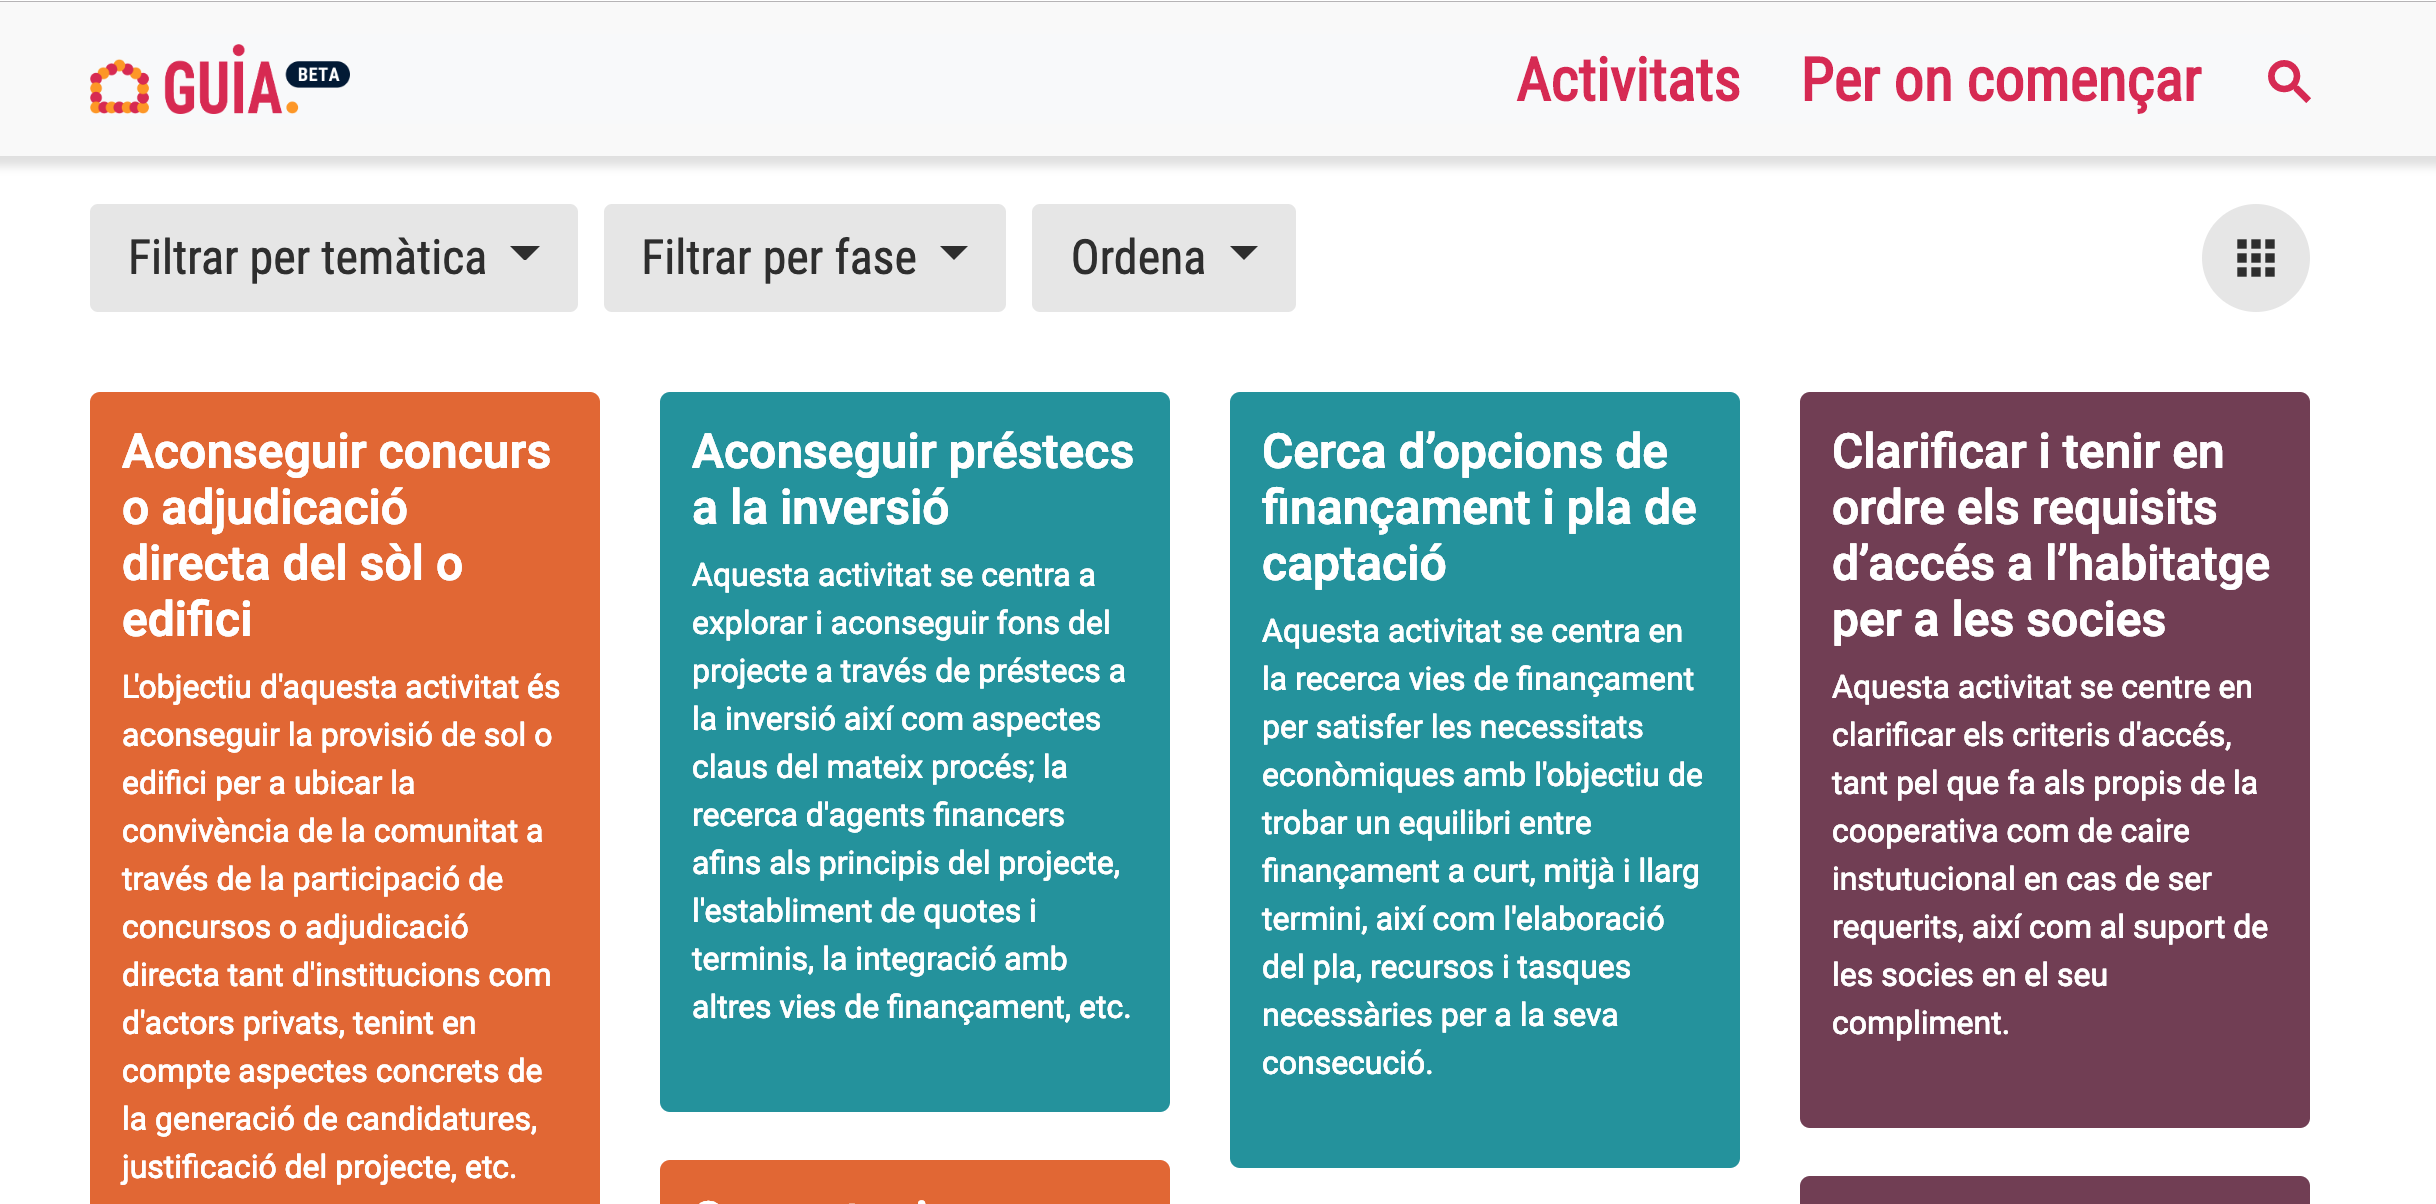 GUIA. BETA
Activitats
Per on començar
Filtrar per temàtica
Filtrar per fase
Ordena
Aconseguir concurs
o adjudicació
directa del sòl o
edifici
L'objectiu d'aquesta activitat és
aconseguir la provisió de sol o
edifici per a ubicar la
convivència de la comunitat a
través de la participació de
concursos o adjudicació
directa tant d'institucions com
d'actors privats, tenint en
compte aspectes concrets de
la generació de candidatures,
justificació del projecte, etc.
Aconseguir préstecs
a la inversió
Aquesta activitat se centra a
explorar i aconseguir fons del
projecte a través de préstecs a
la inversió així com aspectes
claus del mateix procés; la
recerca d'agents financers
afins als principis del projecte,
l'establiment de quotes i
terminis, la integració amb
altres vies de finançament, etc.
Cerca d’opcions de
finançament i pla de
captació
Aquesta activitat se centra en
la recerca vies de finançament
per satisfer les necessitats
econòmiques amb l'objectiu de
trobar un equilibri entre
finançament a curt, mitjà i llarg
termini, així com l'elaboració
del pla, recursos i tasques
necessàries per a la seva
consecució.
Clarificar i tenir en
ordre els requisits
d’accés a l’habitatge
per a les socies
Aquesta activitat se centre en
clarificar els criteris d'accés,
tant pel que fa als propis de la
cooperativa com de caire
instutucional en cas de ser
requerits, així com al suport de
les socies en el seu
compliment.